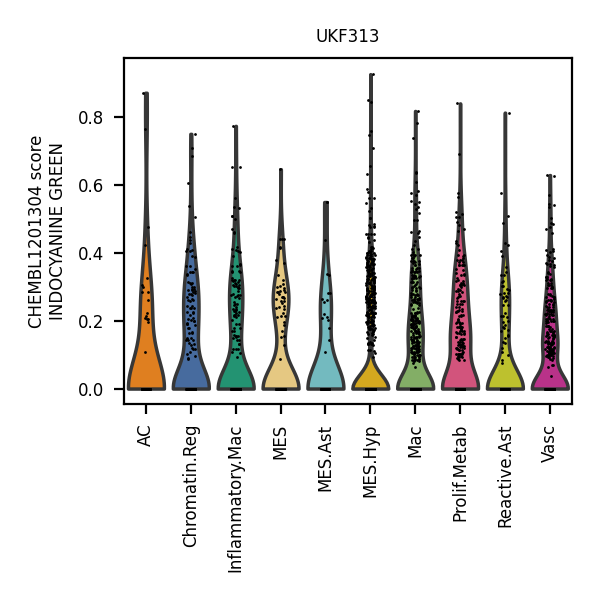 UKF313
CHEMBL1201304 score
INDOCYANINE GREEN
0.8
0.6
0.4
0.2
0.0
AC
Chromatin.Reg
Inflammatory.Mac
MES
MES.Ast
MES.Hyp
Mac
Prolif.Metab
Reactive.Ast
Vasc